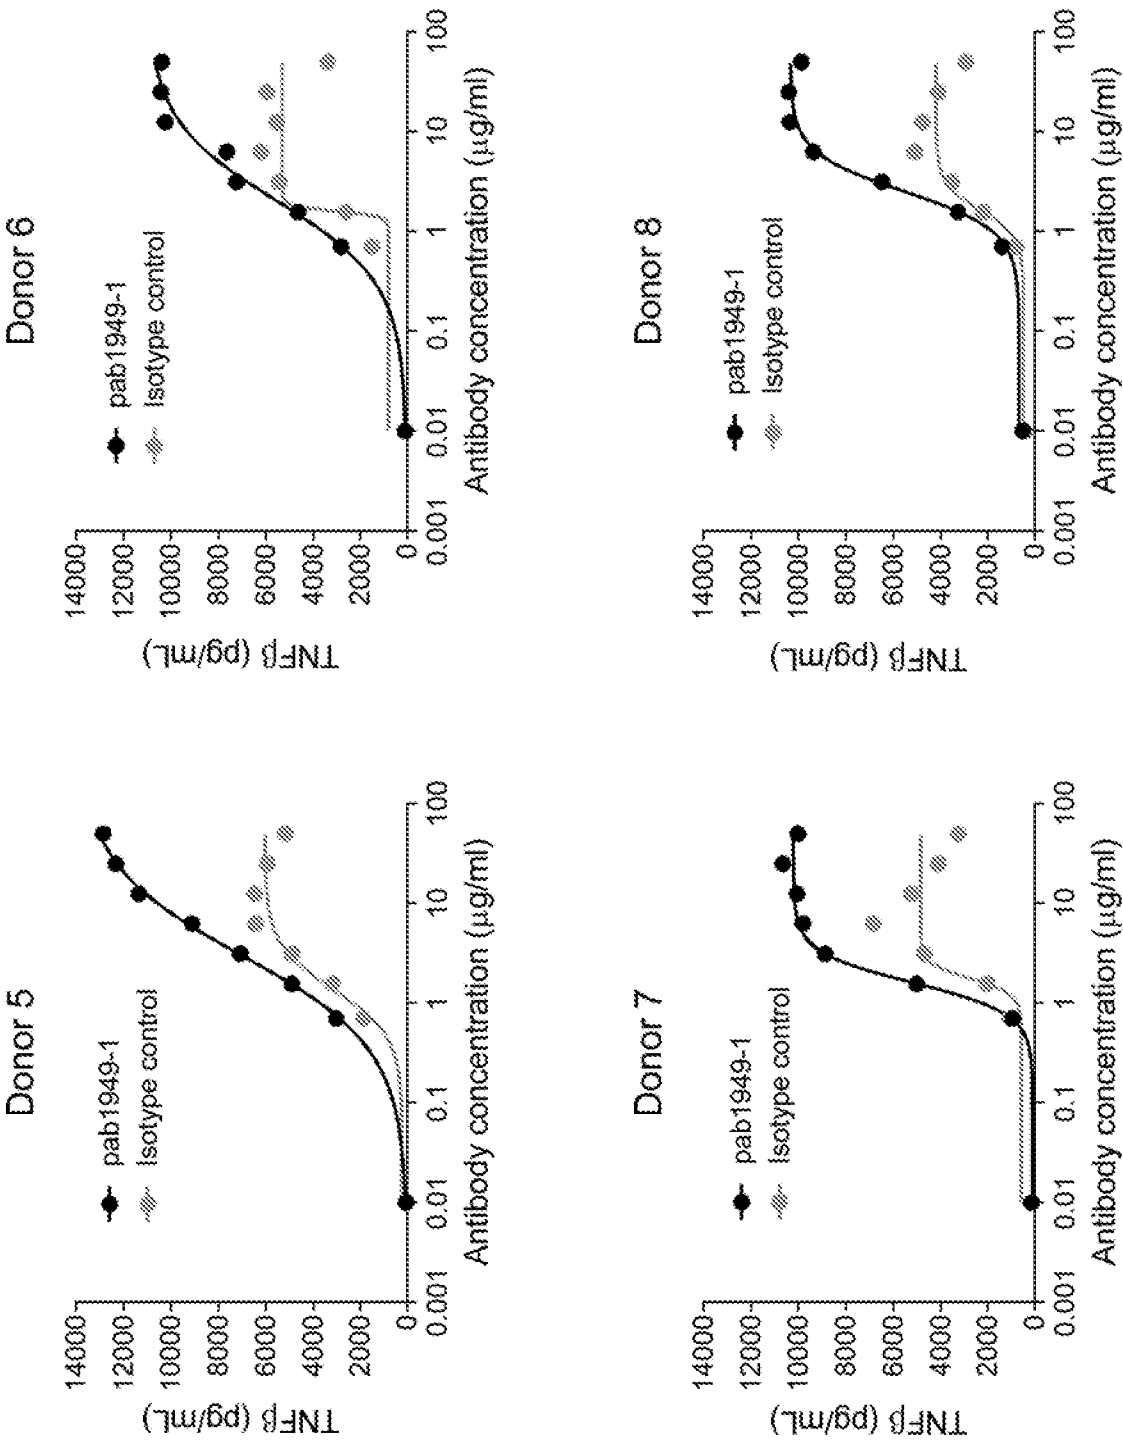 Donor 5
TNFβ (pg/mL)
14000
12000
10000
8000
6000
4000
2000
0
pab1949-1
Isotype control
0.001
0.01
0.1
1
10
100
Antibody concentration (µg/ml)
Donor 6
TNFβ (pg/mL)
14000
12000
10000
8000
6000
4000
2000
0
pab1949-1
Isotype control
0.001
0.01
0.1
1
10
100
Antibody concentration (µg/ml)
Donor 7
TNFβ (pg/mL)
14000
12000
10000
8000
6000
4000
2000
0
pab1949-1
Isotype control
0.001
0.01
0.1
1
10
100
Antibody concentration (µg/ml)
Donor 8
TNFβ (pg/mL)
14000
12000
10000
8000
6000
4000
2000
0
pab1949-1
Isotype control
0.001
0.01
0.1
1
10
100
Antibody concentration (µg/ml)